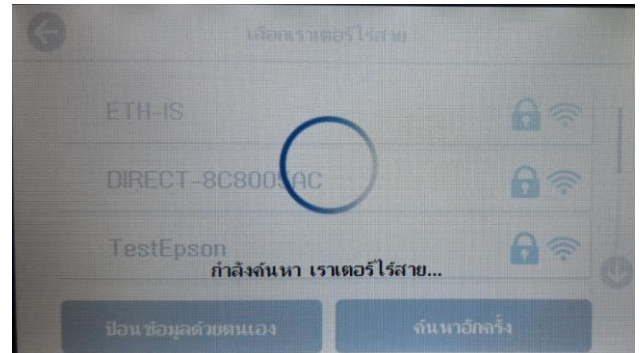 เลือกเราเตอร์ไร้สาย
ETH-IS
DIRECT-8C8005AC
TestEpson
กำลังค้นหา เราเตอร์ไร้สาย...
ป้อนข้อมูลด้วยตนเอง
ค้นหาอีกครั้ง